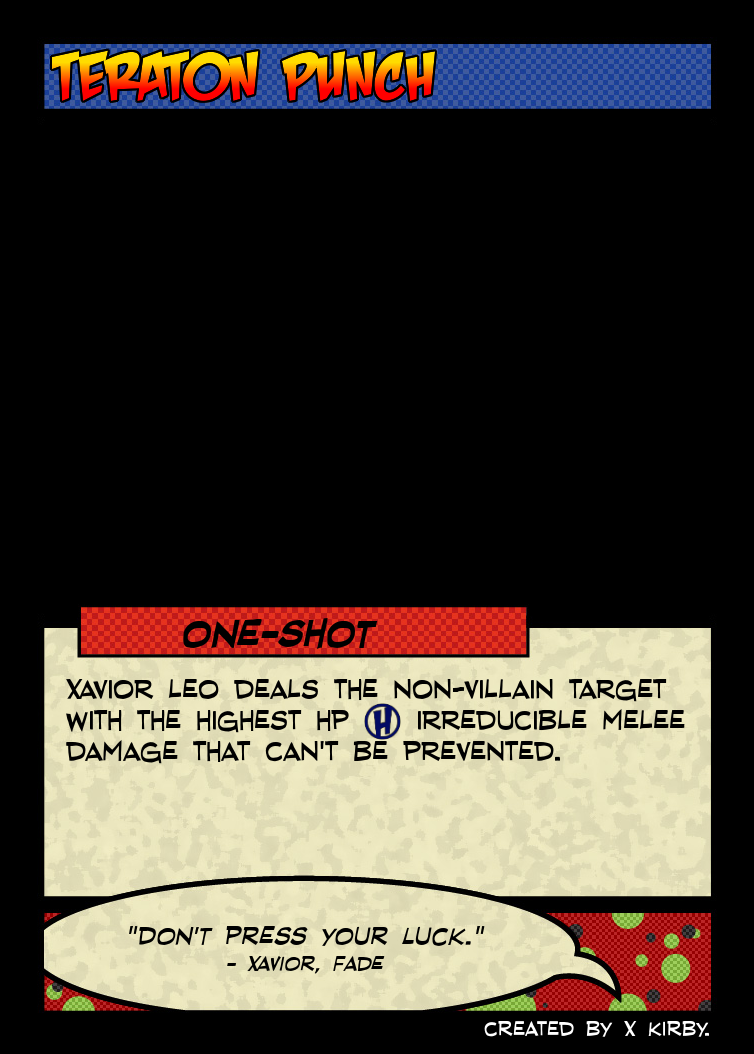 TERATON PUNCH
ONE-SHOT
XAVIOR LEO DEALS THE NON-VILLAIN TARGET
WITH THE HIGHEST HP H IRREDUCIBLE MELEE
DAMAGE THAT CAN'T BE PREVENTED.
"DON'T PRESS YOUR LUCK."
- XAVIOR, FADE
CREATED BY X KIRBY.